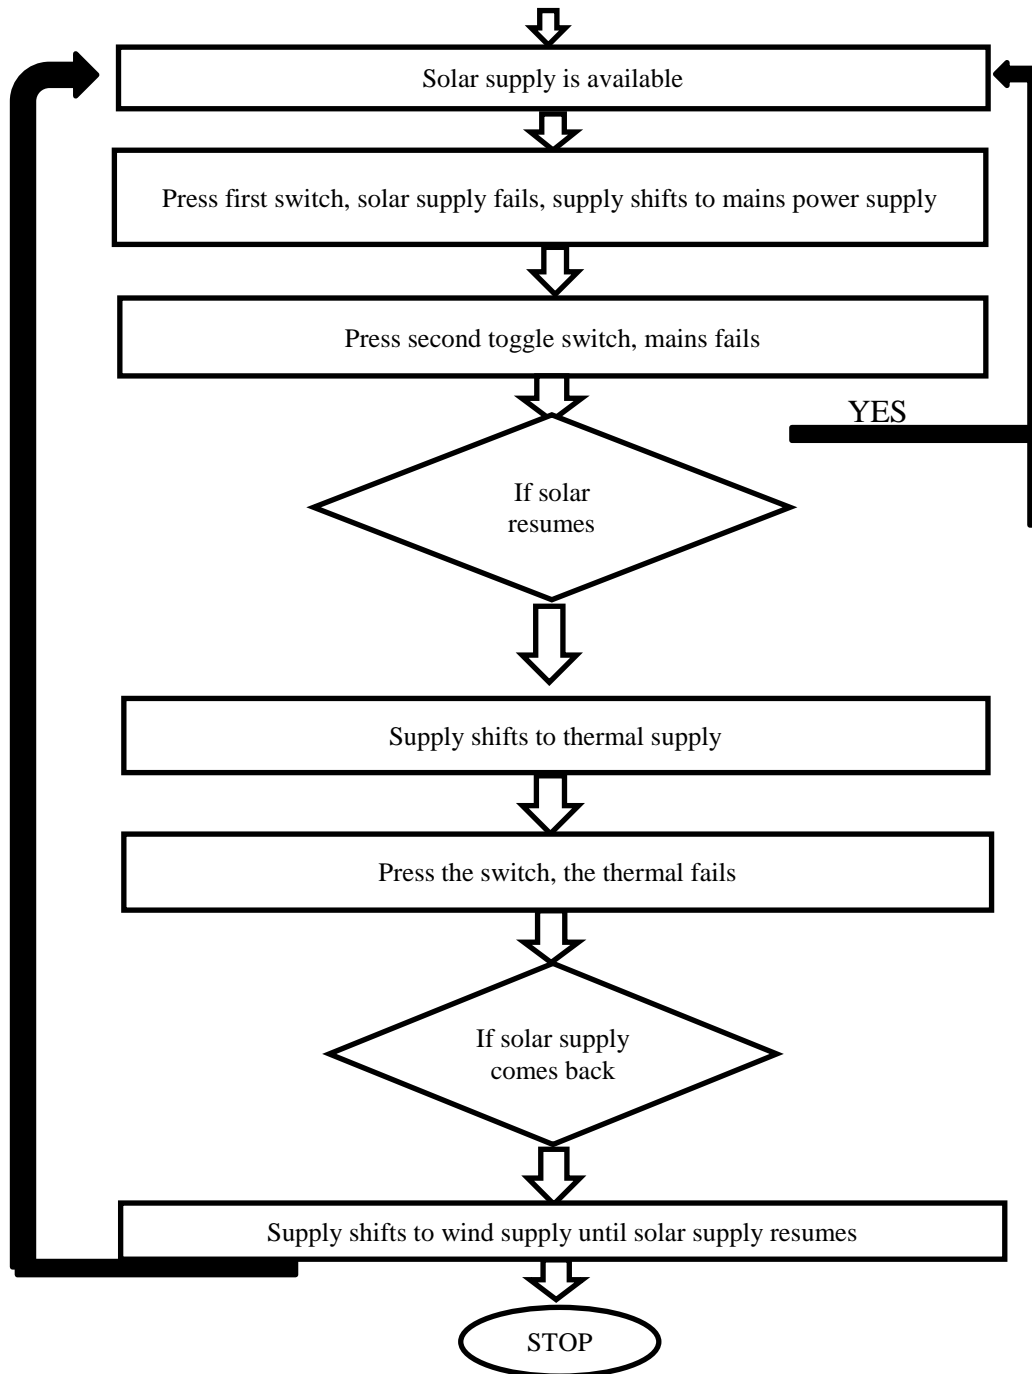 Solar supply is available
Press first switch, solar supply fails, supply shifts to mains power supply
Press second toggle switch, mains fails
YES
If solar
resumes
Supply shifts to thermal supply
Press the switch, the thermal fails
If solar supply
comes back
Supply shifts to wind supply until solar supply resumes
STOP